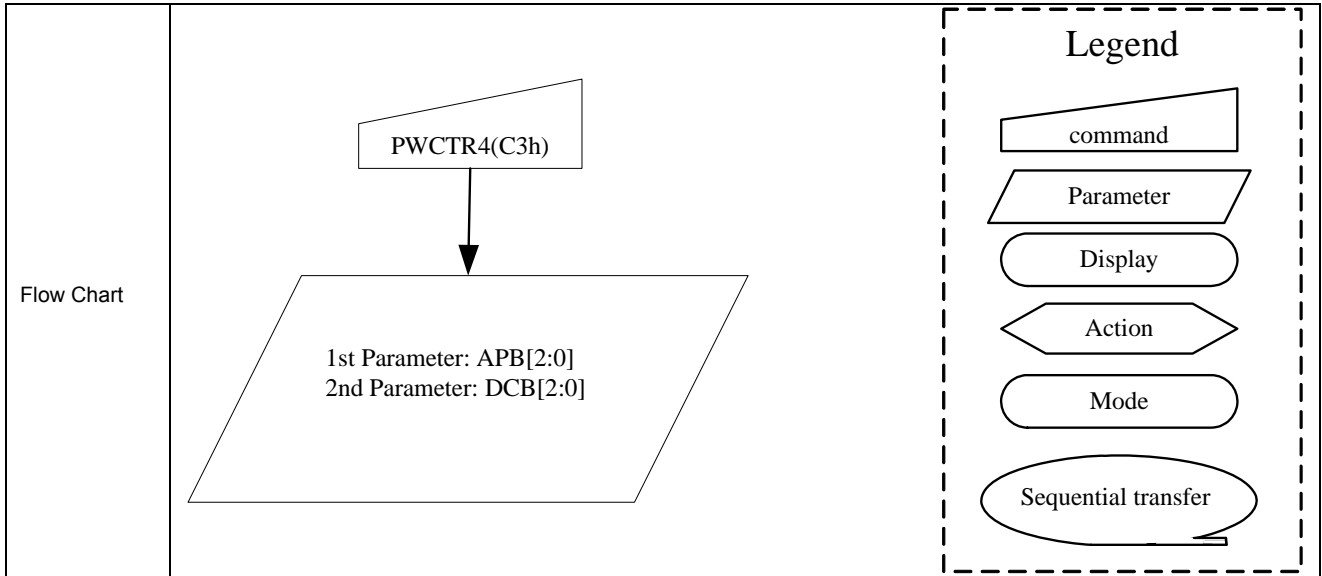 Flow Chart
PWCTR4(C3h)
1st Parameter: APB[2:0]
2nd Parameter: DCB[2:0]
Legend
command
Parameter
Display
Action
Mode
Sequential transfer